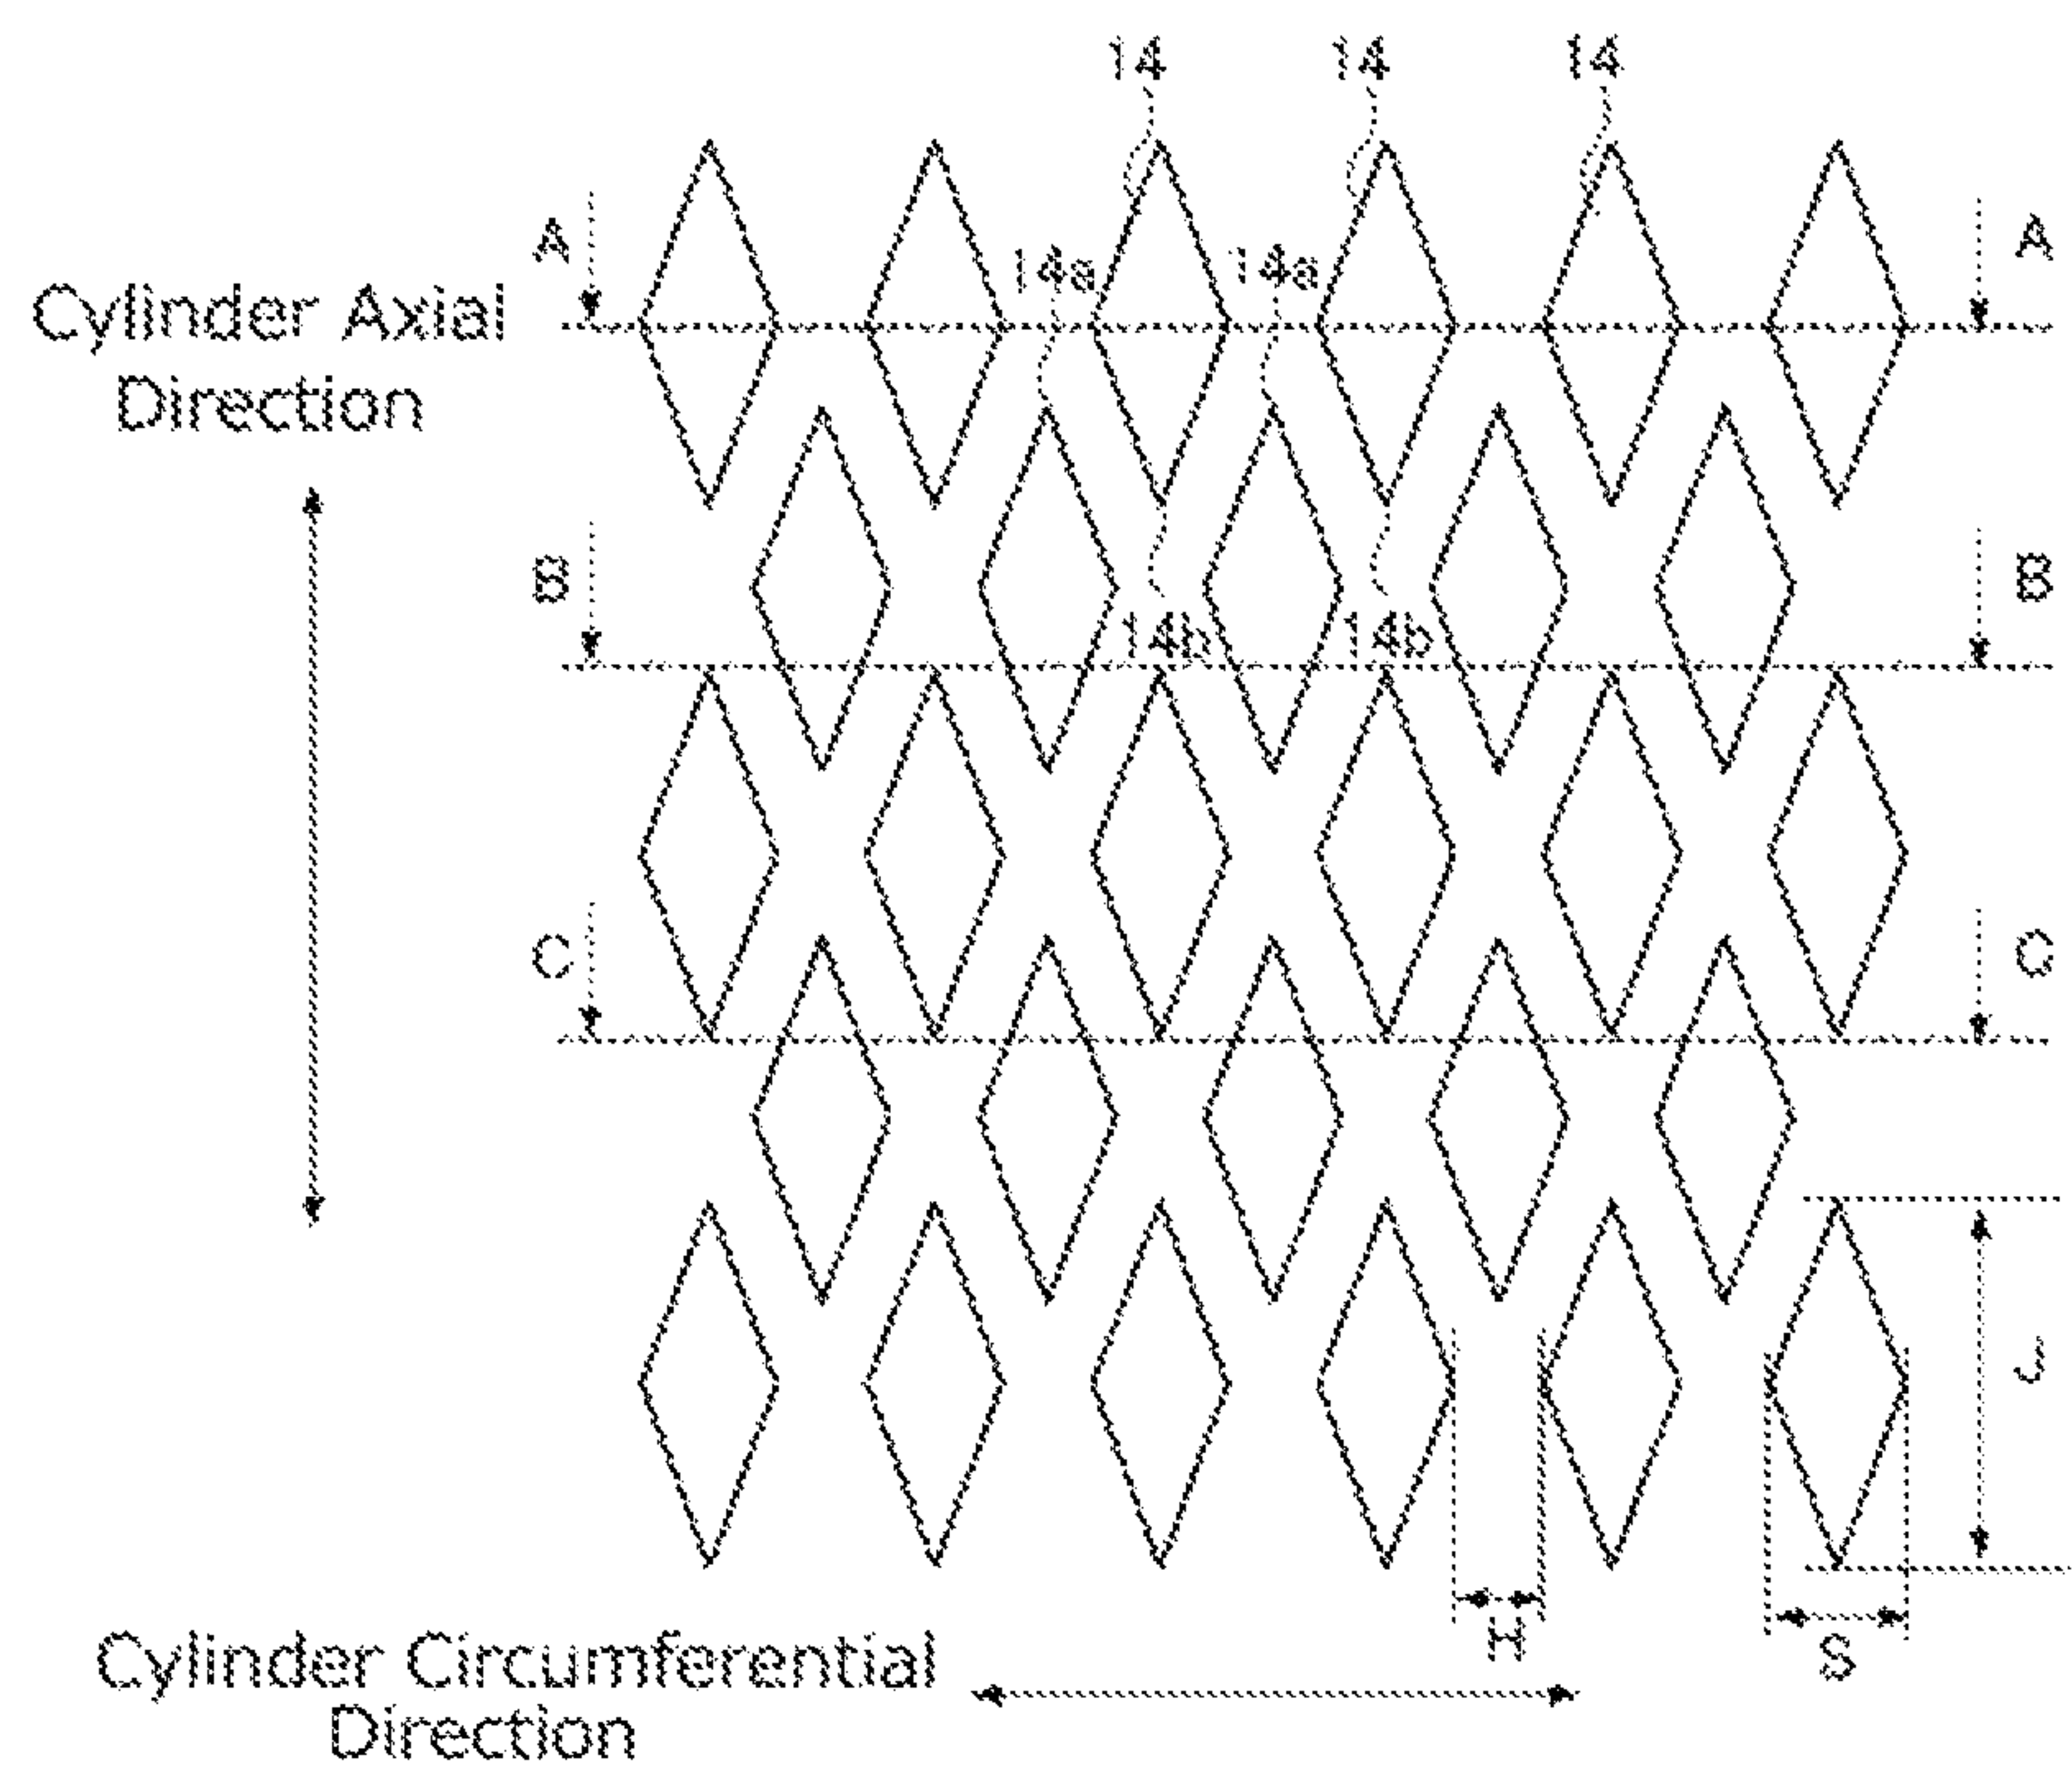 14 14 14
A A
14a 14a
Cylinder Axial
Direction
B B
14b 14b
C C
J
H
S
Cylinder Circumferential
Direction